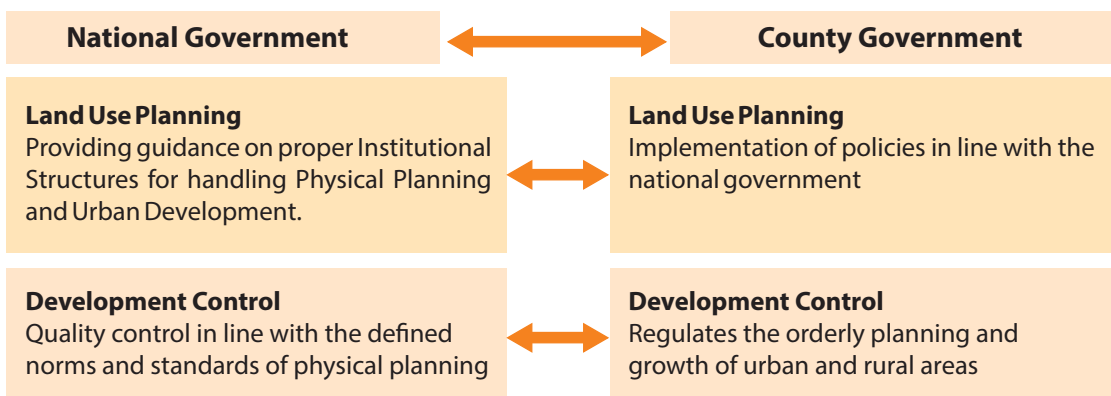 National Government
County Government
Land Use Planning
Providing guidance on proper Institutional
Structures for handling Physical Planning
and Urban Development.
Land Use Planning
Implementation of policies in line with the
national government
Development Control
Quality control in line with the defined
norms and standards of physical planning
Development Control
Regulates the orderly planning and
growth of urban and rural areas